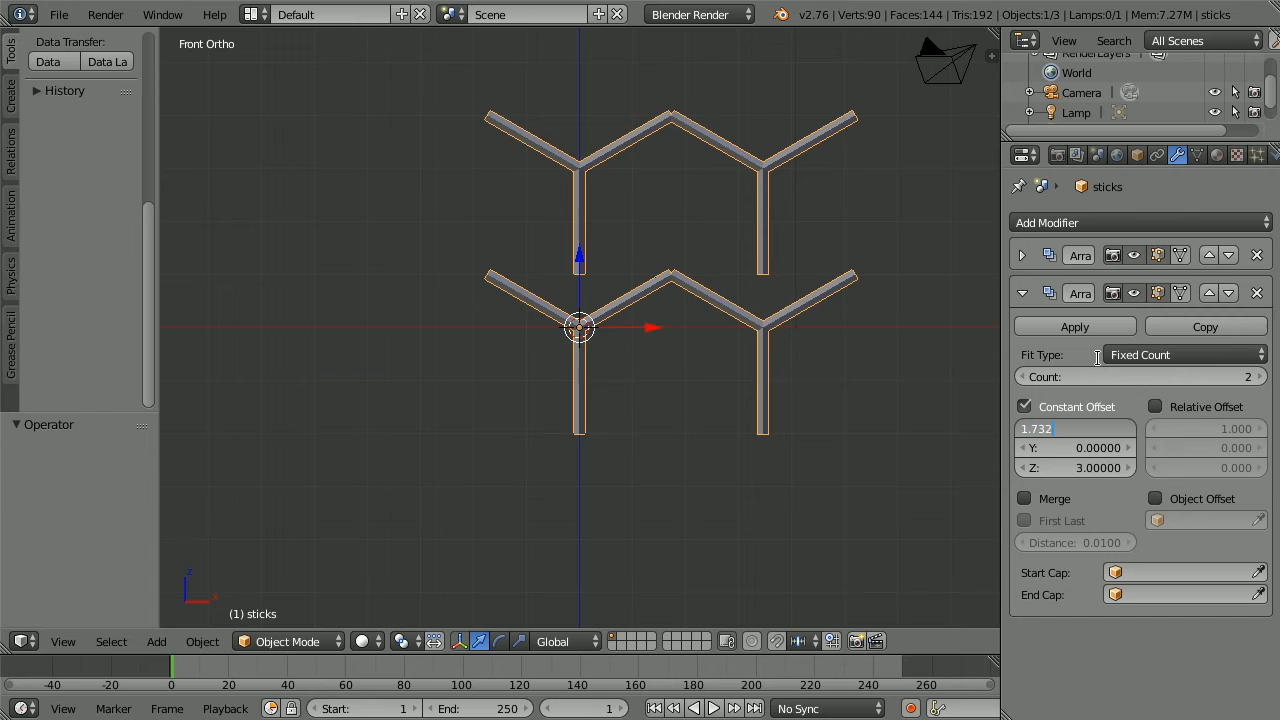 File Render Window Help Default Scene Blender Render v2.76 | Verts:90 | Faces:144 | Tris:192 | Objects:1/3 | Lamps:0/1 | Mem:7.27M | sticks
Data Transfer:
Data Data La
History
Tools
Create
Relations
Animation
Physics
Grease Pencil
Operator
Front Ortho
z
x
(1) sticks
View Search All Scenes
RenderLayers
World
Camera
Lamp
sticks
Add Modifier
Arra
Arra
Apply Copy
Fit Type: Fixed Count
Count: 2
Constant Offset Relative Offset
1.732 1.000
Y: 0.00000 0.000
Z: 3.00000 0.000
Merge Object Offset
First Last
Distance: 0.0100
Start Cap:
End Cap:
View Select Add Object Object Mode Global
-40 -20 0 20 40 60 80 100 120 140 160 180 200 220 240 260
View Marker Frame Playback Start: 1 End: 250 1 No Sync